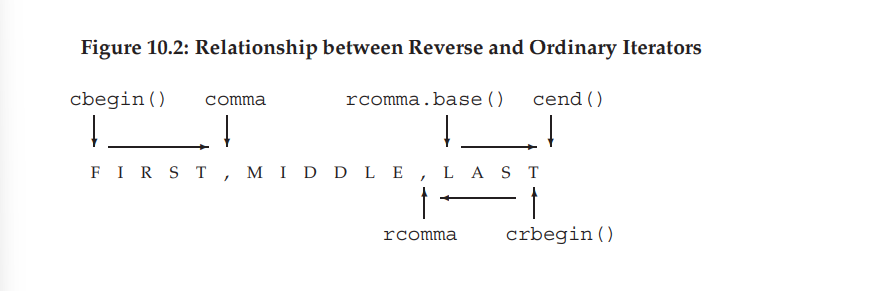 Figure 10.2: Relationship between Reverse and Ordinary Iterators
cbegin() comma rcomma.base() cend()
F I R S T , M I D D L E , L A S T
rcomma crbegin()